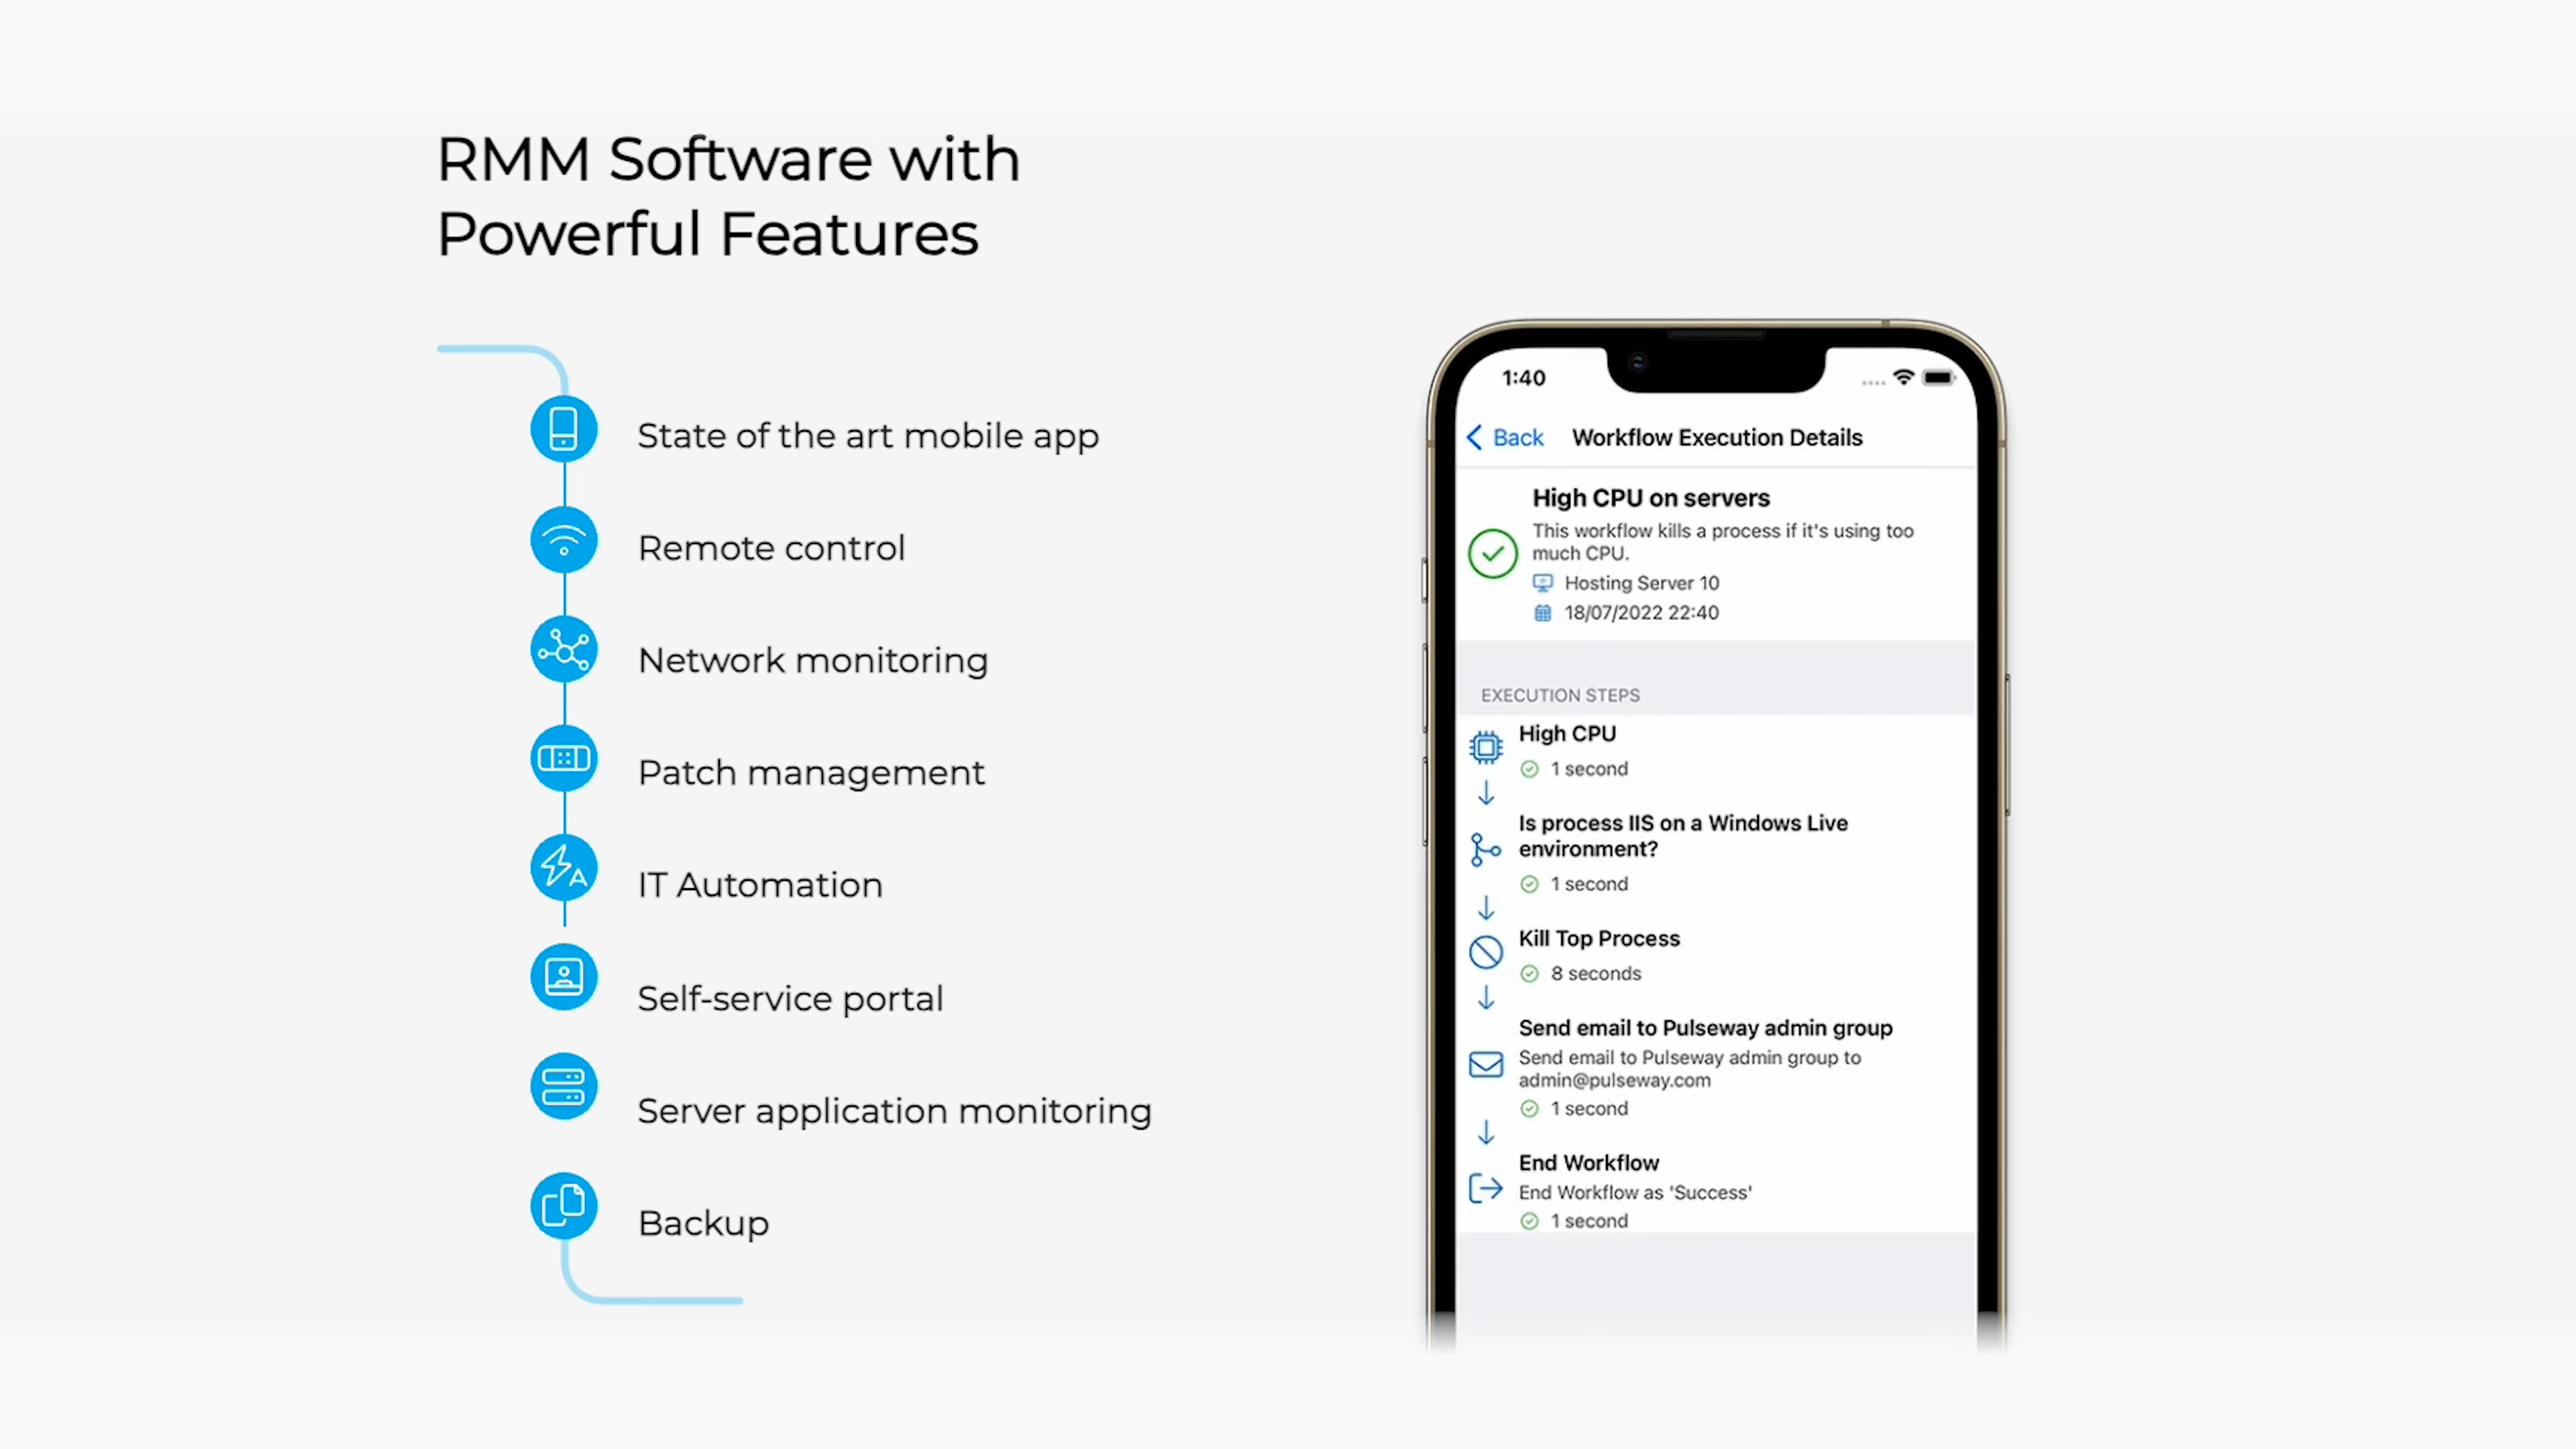 RMM Software with
Powerful Features
State of the art mobile app
Remote control
Network monitoring
Patch management
IT Automation
Self-service portal
Server application monitoring
Backup
1:40
Back Workflow Execution Details
High CPU on servers
This workflow kills a process if it's using too
much CPU.
Hosting Server 10
18/07/2022 22:40
EXECUTION STEPS
High CPU
1 second
Is process IIS on a Windows Live
environment?
1 second
Kill Top Process
8 seconds
Send email to Pulseway admin group
Send email to Pulseway admin group to
admin@pulseway.com
1 second
End Workflow
End Workflow as 'Success'
1 second